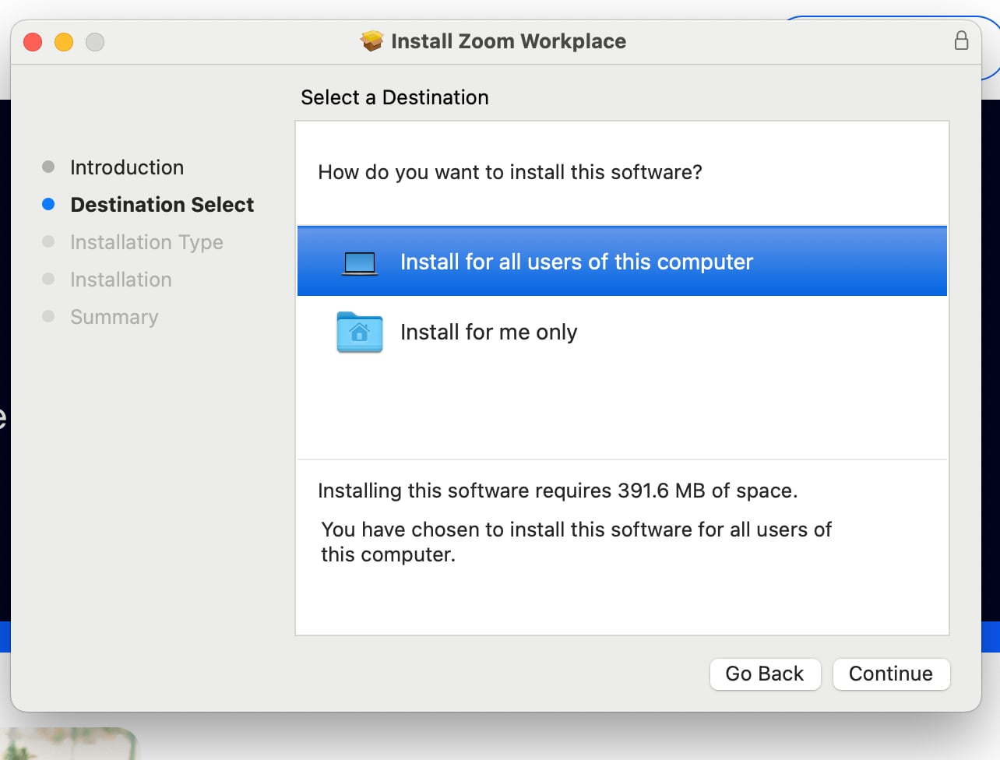 Install Zoom Workplace
Select a Destination
Introduction
Destination Select
Installation Type
Installation
Summary
How do you want to install this software?
Install for all users of this computer
Install for me only
Installing this software requires 391.6 MB of space.
You have chosen to install this software for all users of
this computer.
Go Back
Continue
e